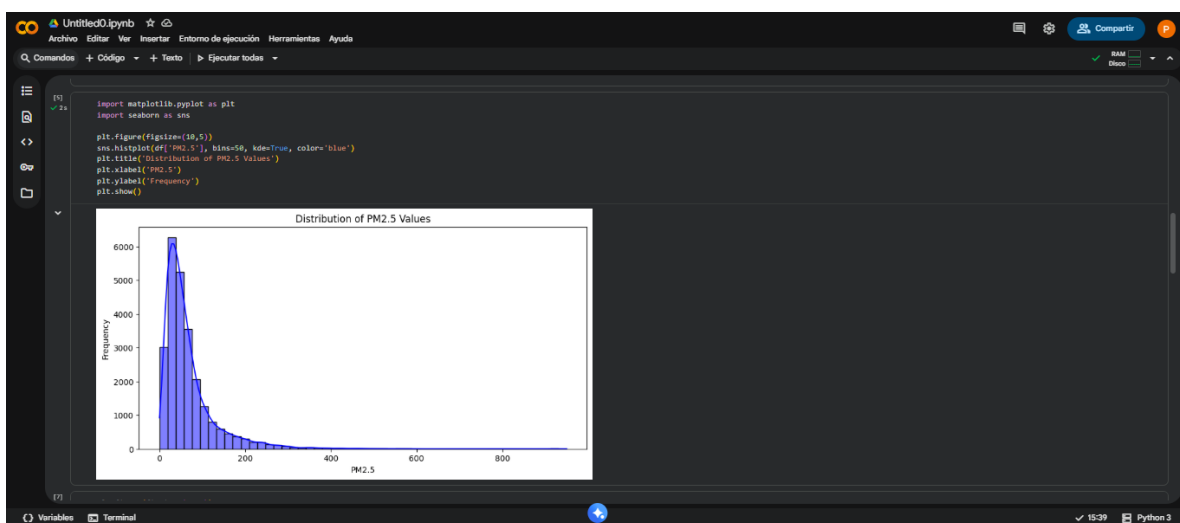 CO Untitled0.ipynb
Archivo Editar Ver Insertar Entorno de ejecución Herramientas Ayuda
Compartir
P
Comandos + Código + Texto Ejecutar todas
RAM
Disco
[5]
2s
import matplotlib.pyplot as plt
import seaborn as sns
plt.figure(figsize=(10,5))
sns.histplot(df['PM2.5'], bins=50, kde=True, color='blue')
plt.title('Distribution of PM2.5 Values')
plt.xlabel('PM2.5')
plt.ylabel('Frequency')
plt.show()
Distribution of PM2.5 Values
Frequency
6000
5000
4000
3000
2000
1000
0
0 200 400 600 800
PM2.5
[7]
{} Variables Terminal
15:39 Python 3